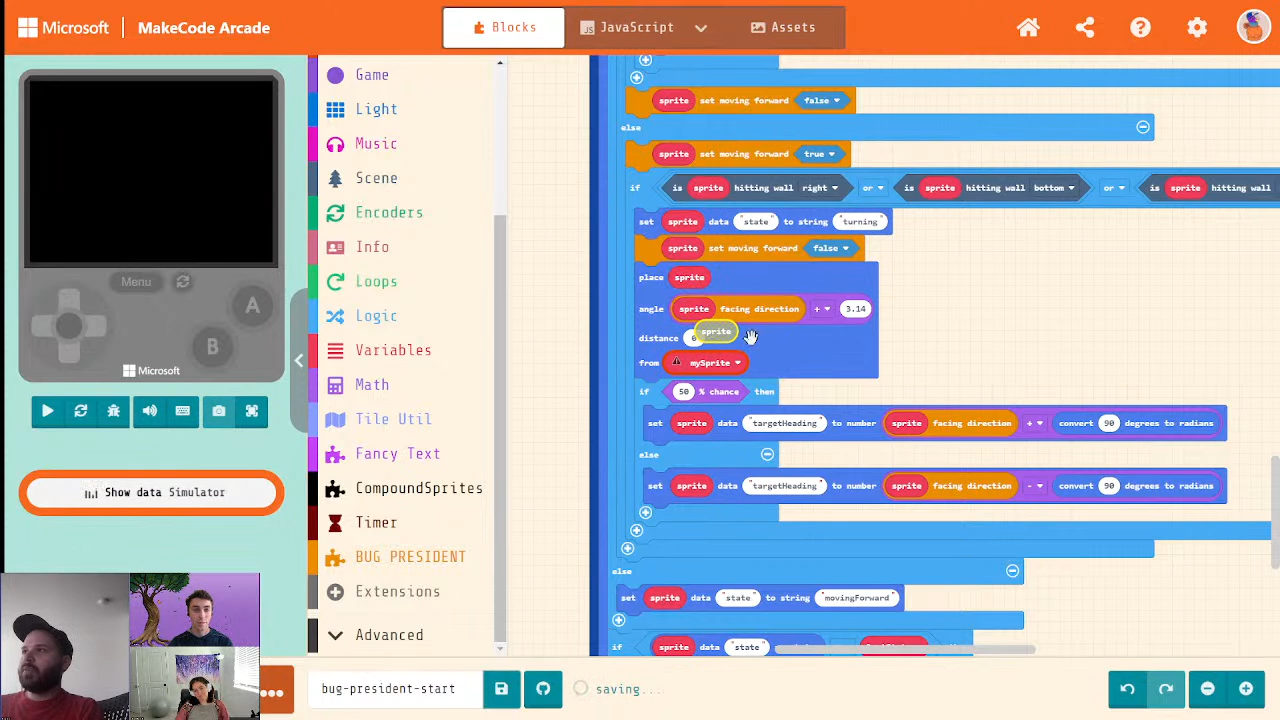 Microsoft MakeCode Arcade Blocks JavaScript Assets
Menu
A
B
Microsoft
Show data Simulator
Game
Light
Music
Scene
Encoders
Info
Loops
Logic
Variables
Math
Tile Util
Fancy Text
CompoundSprites
Timer
BUG PRESIDENT
Extensions
Advanced
sprite set moving forward false
else
sprite set moving forward true
if is sprite hitting wall right or is sprite hitting wall bottom or is sprite hitting wall
set sprite data "state" to string "turning"
sprite set moving forward false
place sprite
angle sprite facing direction + 3.14
distance sprite
from mySprite
if 50 % chance then
set sprite data "targetHeading" to number sprite facing direction + convert 90 degrees to radians
else
set sprite data "targetHeading" to number sprite facing direction - convert 90 degrees to radians
else
set sprite data "state" to string "movingForward"
if sprite data "state"
bug-president-start saving...